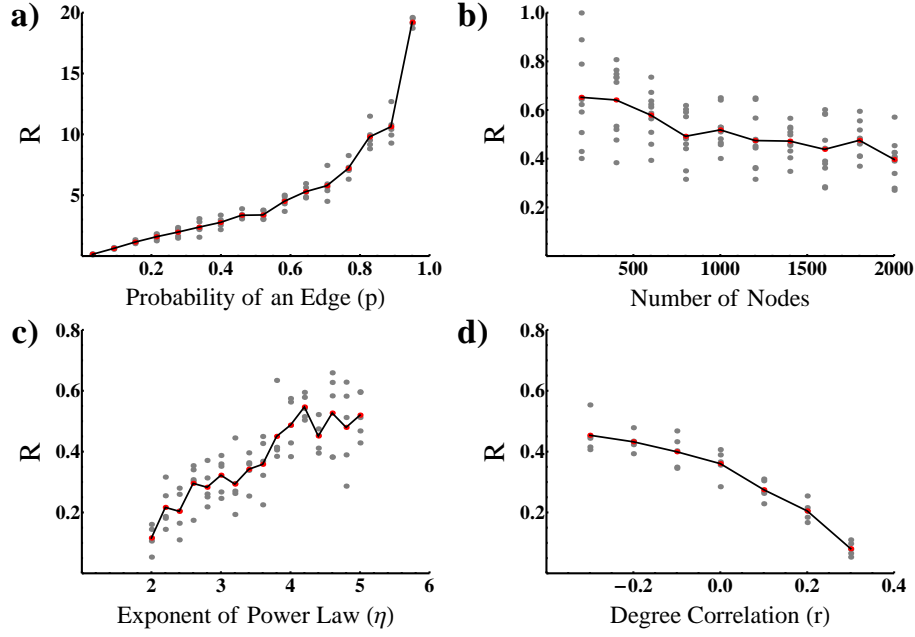 a)
20
15
10
5
R
0.2 0.4 0.6 0.8 1.0
Probability of an Edge (p)
b)
1.0
0.8
0.6
0.4
0.2
R
500 1000 1500 2000
Number of Nodes
c)
0.8
0.6
0.4
0.2
R
2 3 4 5 6
Exponent of Power Law (η)
d)
0.8
0.6
0.4
0.2
R
−0.2 0.0 0.2 0.4
Degree Correlation (r)